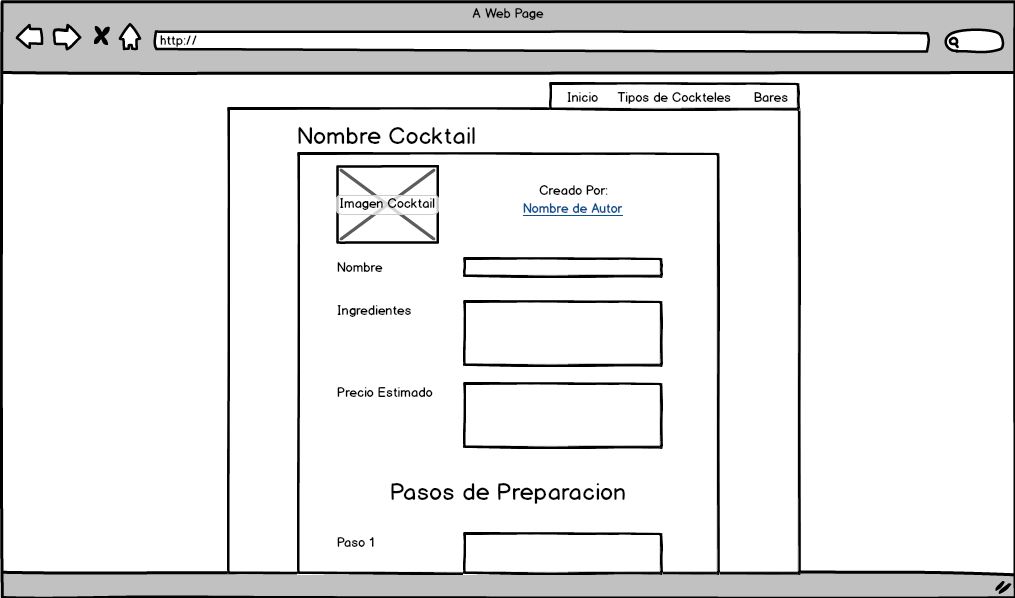 A Web Page
http://
Inicio Tipos de Cockteles Bares
Nombre Cocktail
Imagen Cocktail
Creado Por:
Nombre de Autor
Nombre
Ingredientes
Precio Estimado
Pasos de Preparacion
Paso 1